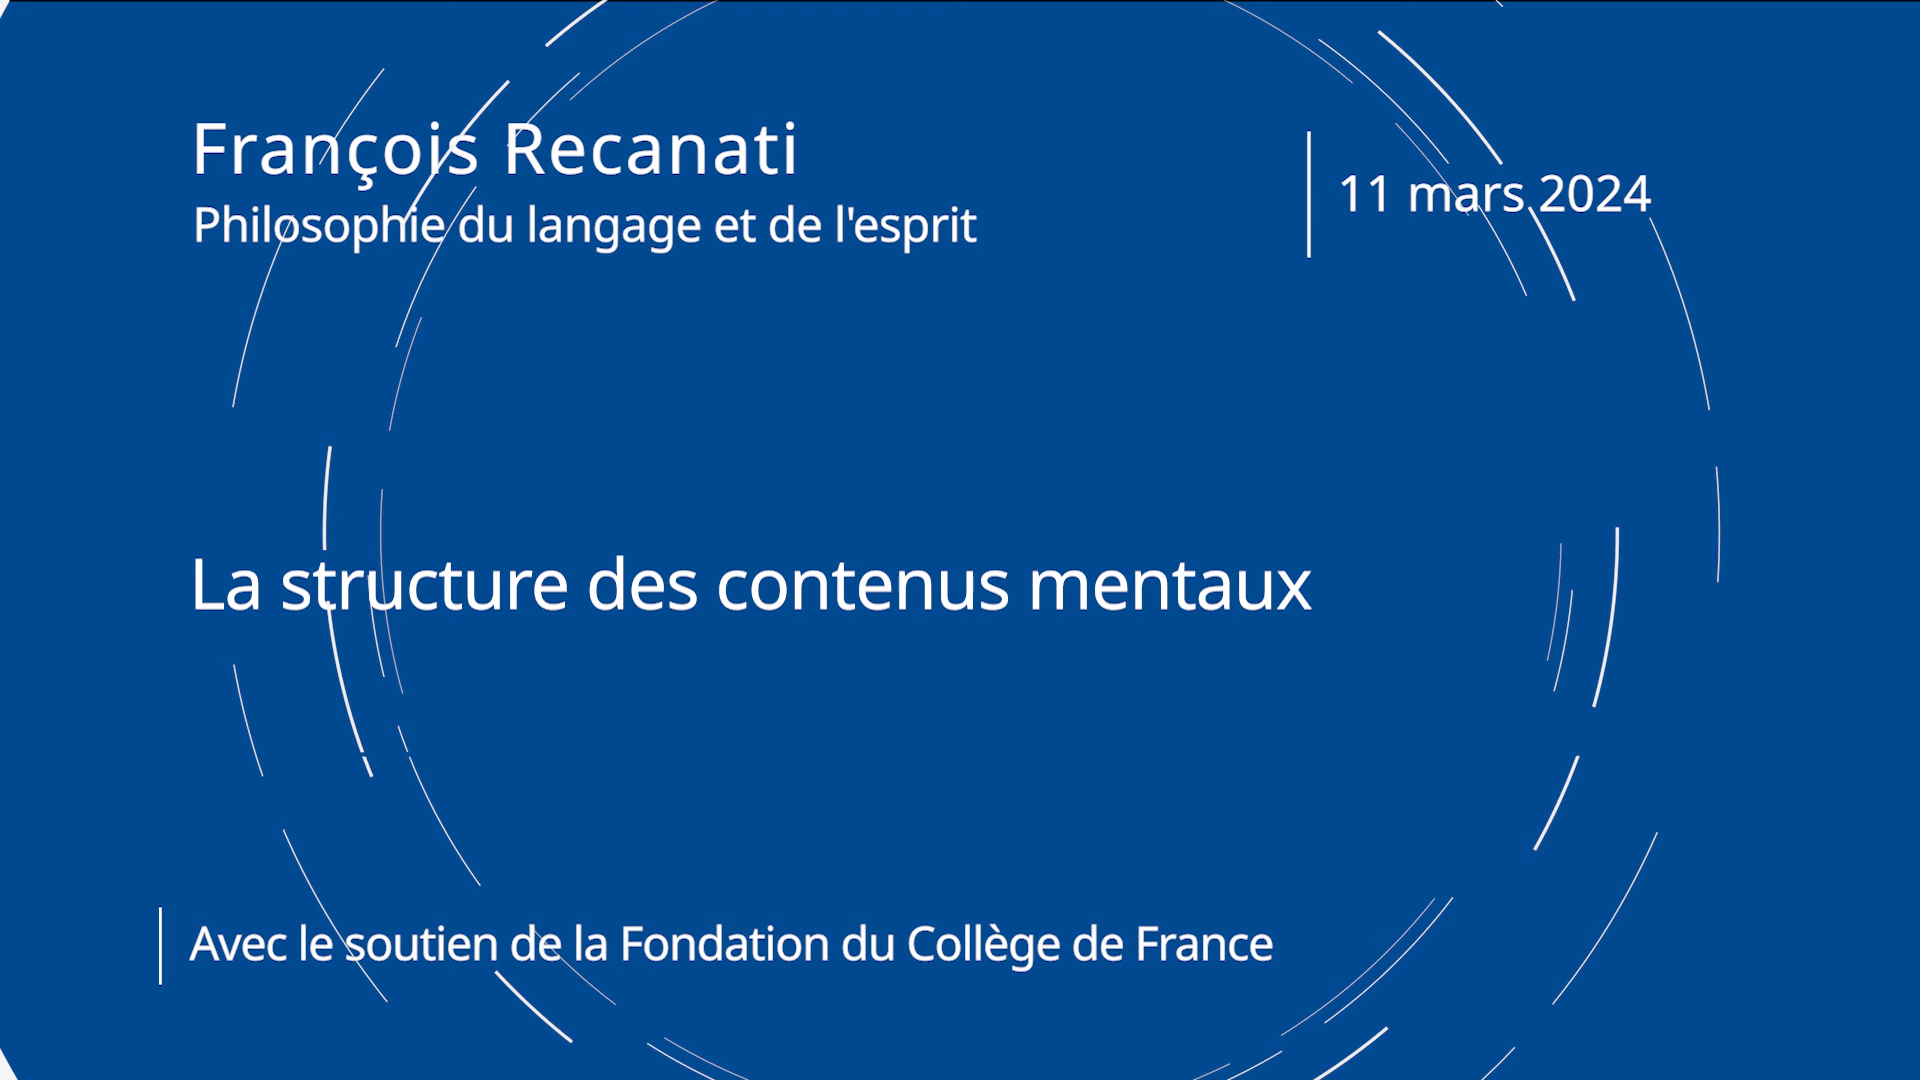 François Recanati
Philosophie du langage et de l'esprit
11 mars 2024
La structure des contenus mentaux
Avec le soutien de la Fondation du Collège de France